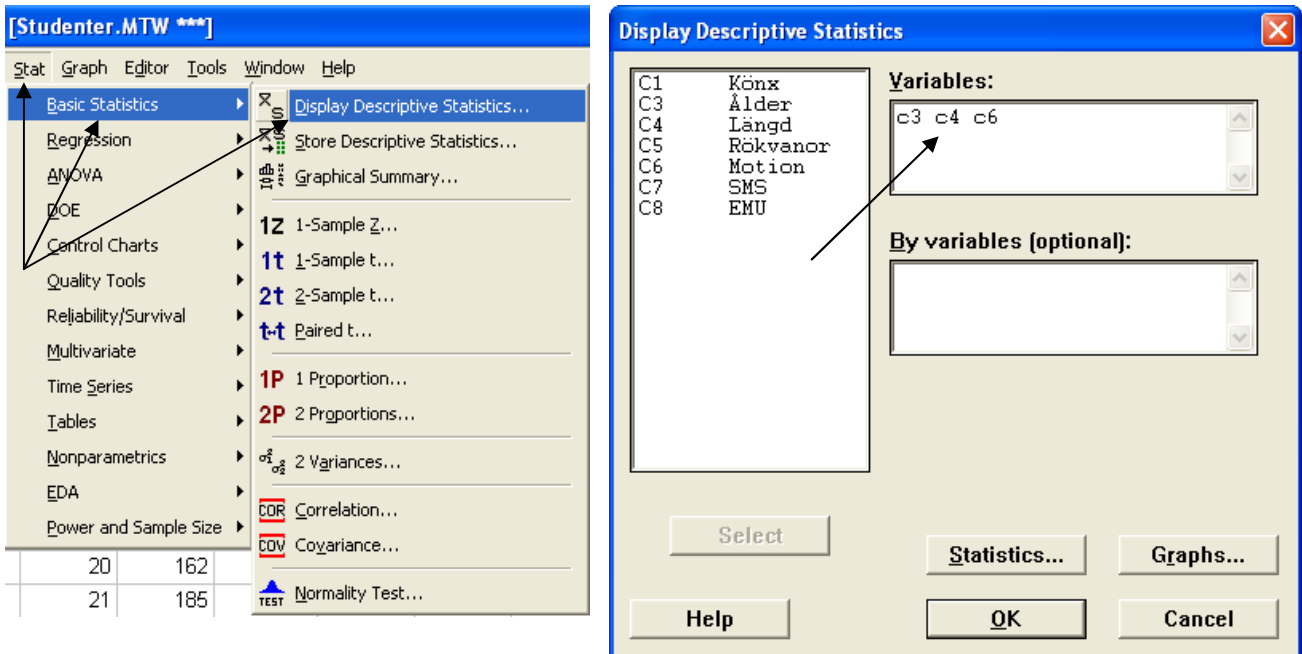 [Studenter.MTW ***]
Stat Graph Editor Tools Window Help
Basic Statistics
Regression
ANOVA
DOE
Control Charts
Quality Tools
Reliability/Survival
Multivariate
Time Series
Tables
Nonparametrics
EDA
Power and Sample Size
20 162
21 185
Display Descriptive Statistics...
Store Descriptive Statistics...
Graphical Summary...
1Z 1-Sample Z...
1t 1-Sample t...
2t 2-Sample t...
t-t Paired t...
1P 1 Proportion...
2P 2 Proportions...
σ²₁ σ²₂ 2 Variances...
COR Correlation...
COV Covariance...
TEST Normality Test...
Display Descriptive Statistics
C1 Könx
C3 Ålder
C4 Längd
C5 Rökvanor
C6 Motion
C7 SMS
C8 EMU
Variables:
c3 c4 c6
By variables (optional):
Select
Statistics... Graphs...
Help OK Cancel